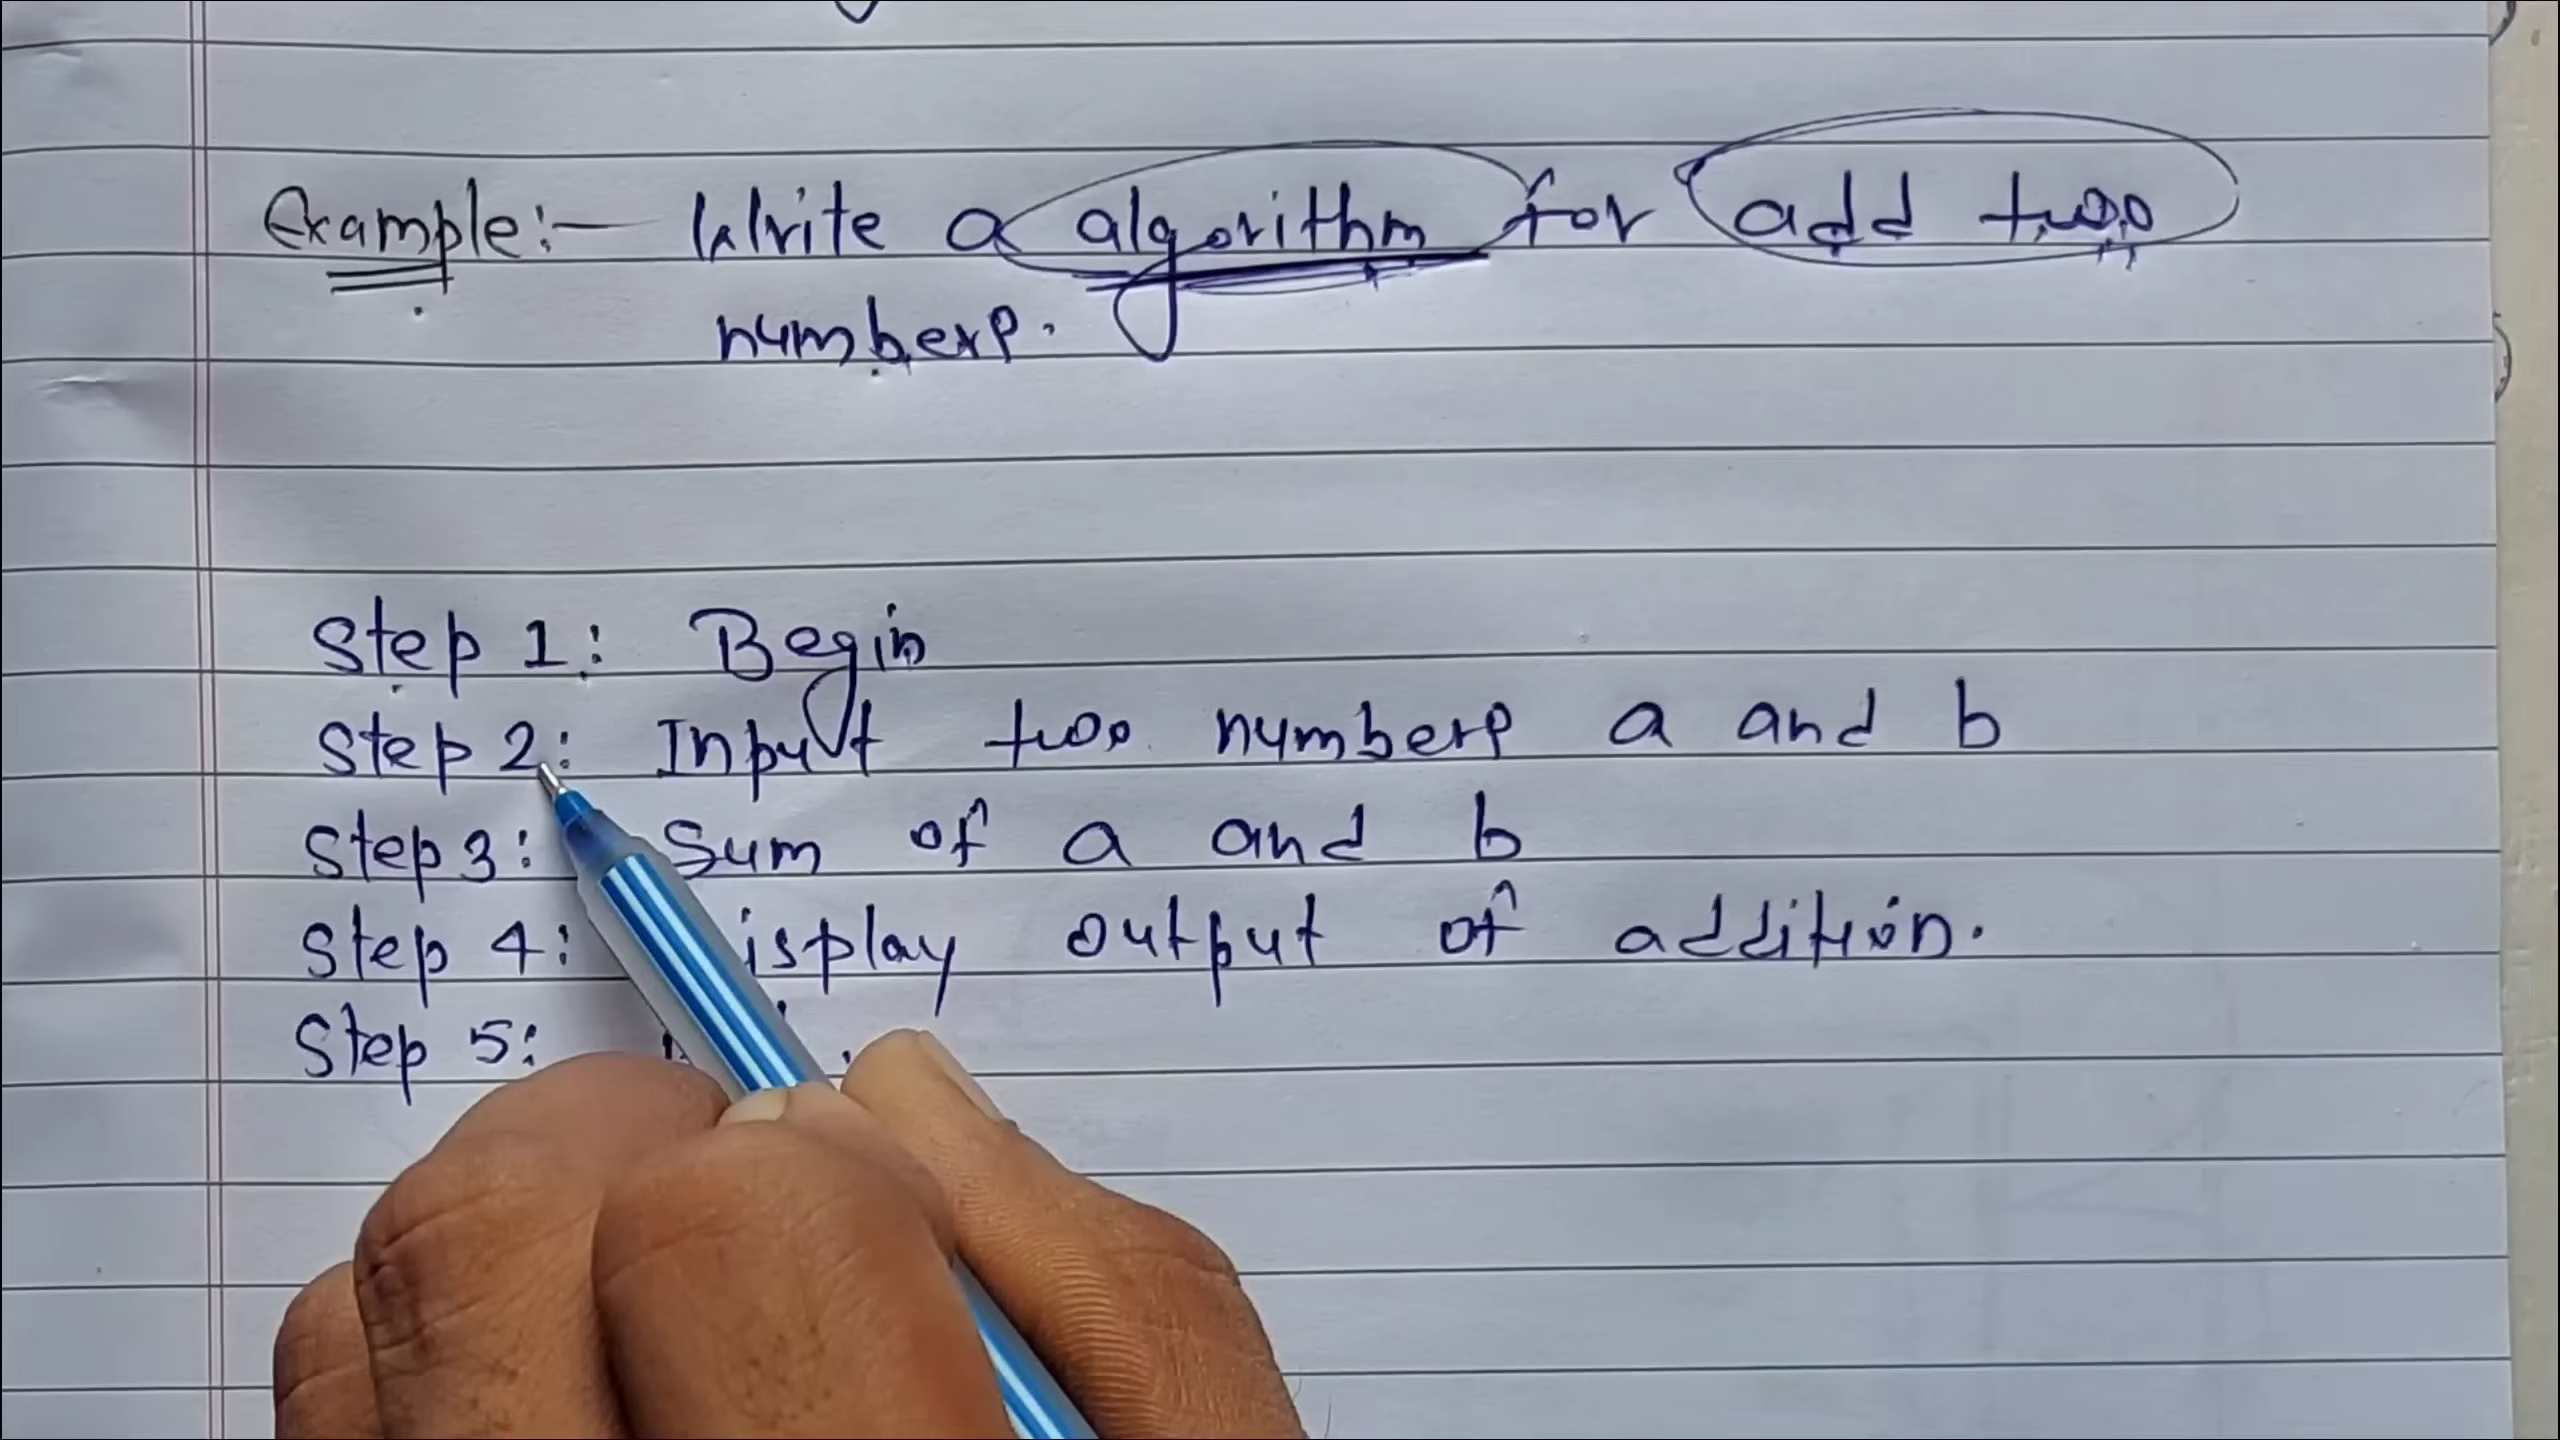 Example:- Write a algorithm for add two
numbers.
Step 1: Begin
Step 2: Input two numbers a and b
Step 3: Sum of a and b
Step 4: isplay output of addition.
Step 5: